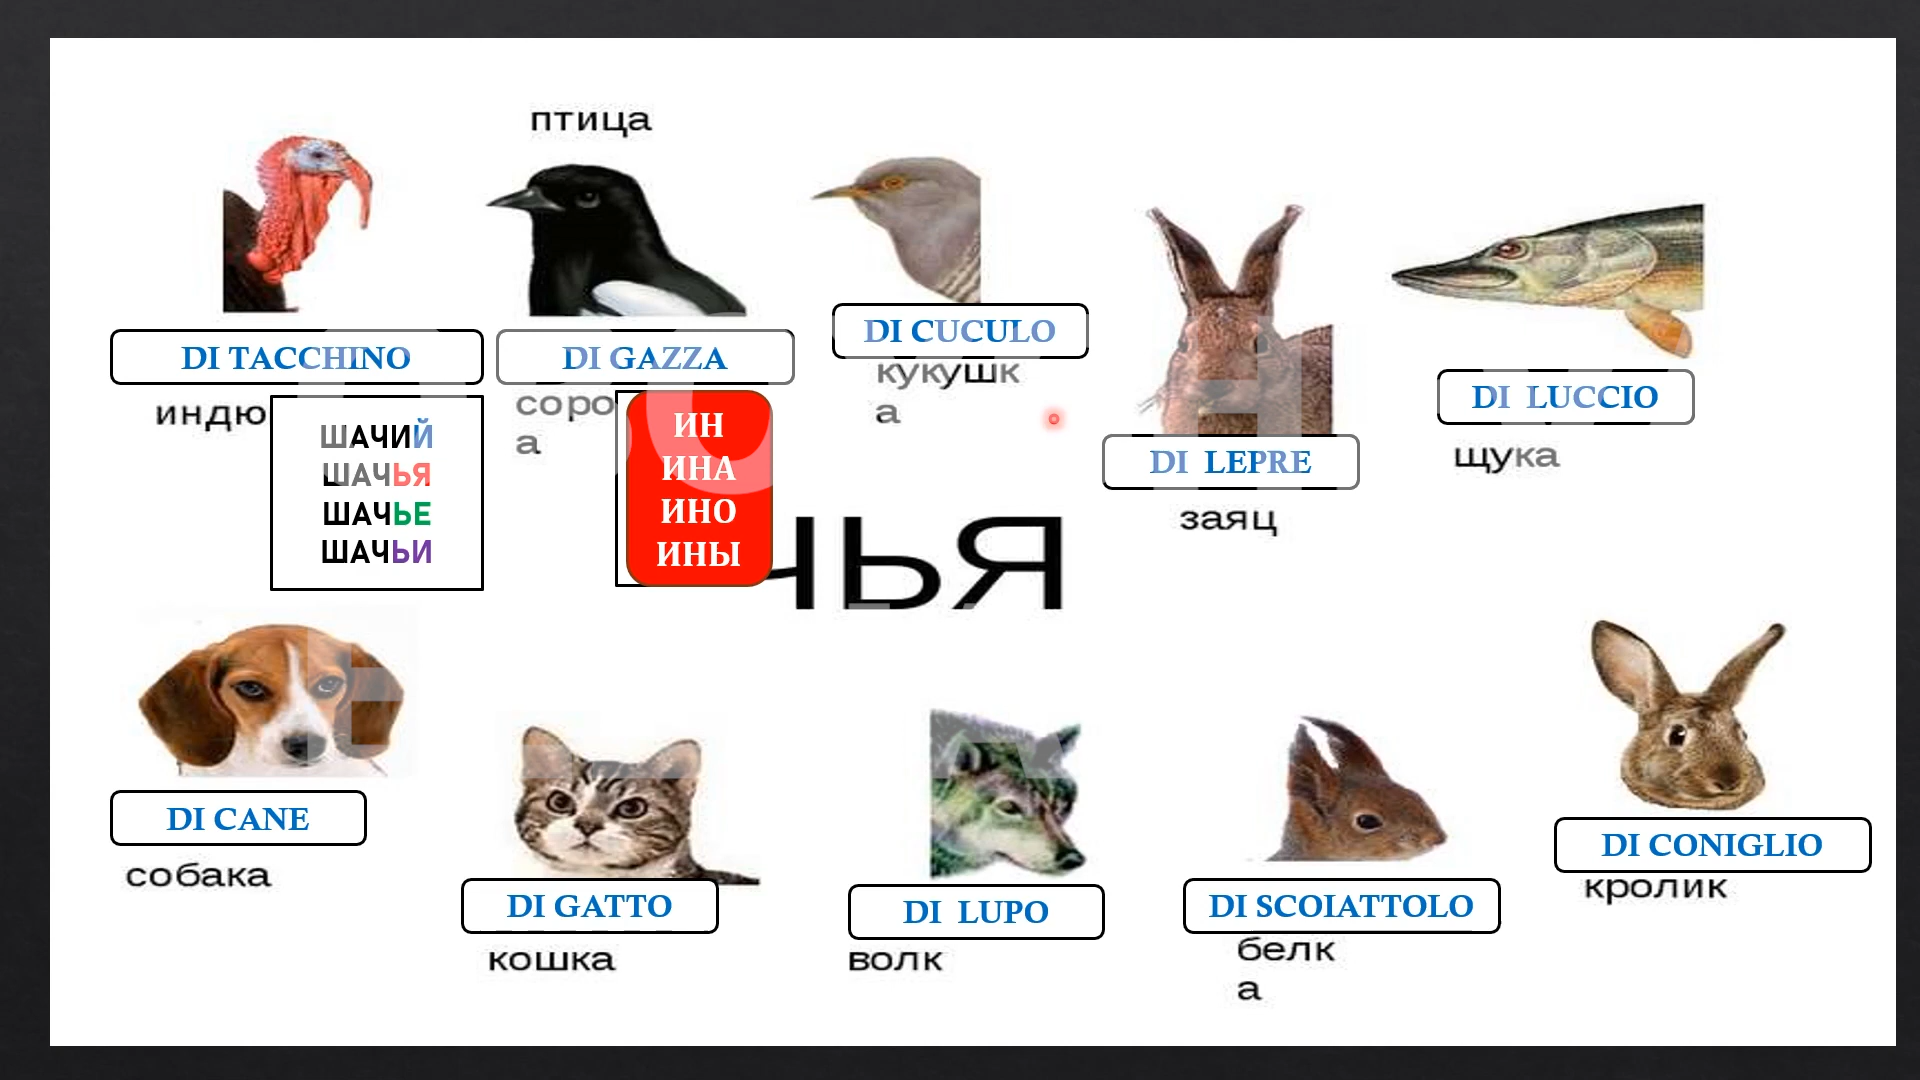 птица
DI TACCHINO
DI GAZZA
DI CUCULO
кукушк
а
DI LUCCIO
щука
индю
соро
а
ШАЧИЙ
ШАЧЬЯ
ШАЧЬЕ
ШАЧЬИ
ИН
ИНА
ИНО
ИНЫ
DI LEPRE
заяц
ЧЬЯ
DI CANE
собака
DI GATTO
кошка
DI LUPO
волк
DI SCOIATTOLO
белк
а
DI CONIGLIO
кролик